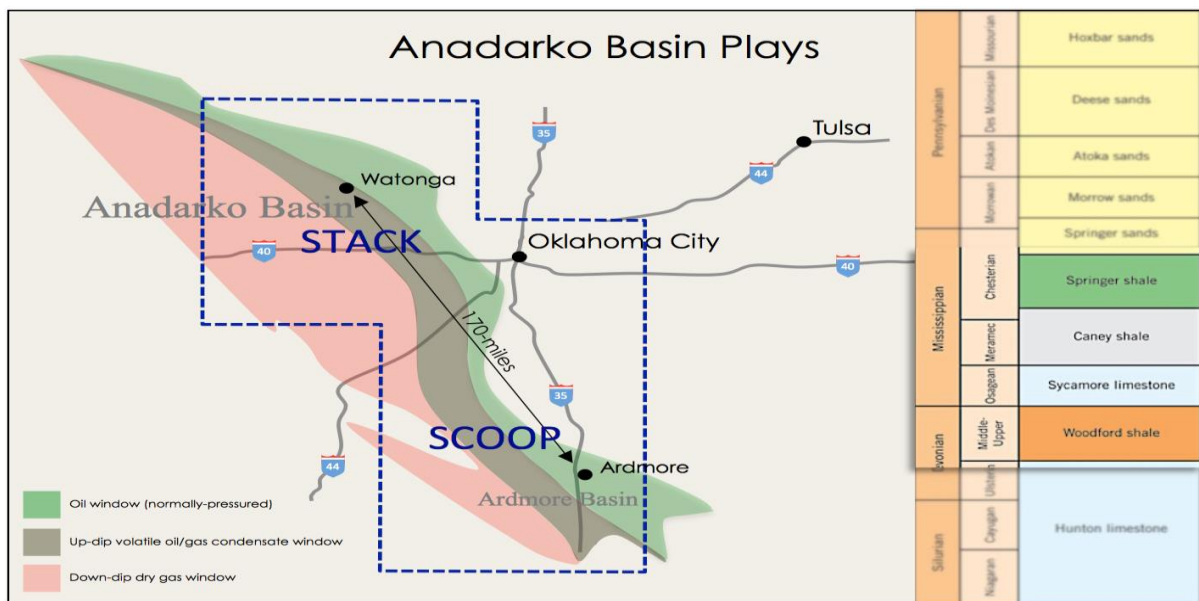 Anadarko Basin Plays
Tulsa
35
44
Watonga
Anadarko Basin
STACK
Oklahoma City
40
40
170-miles
35
SCOOP
Ardmore
44
Ardmore Basin
Oil window (normally-pressured)
Up-dip volatile oil/gas condensate window
Down-dip dry gas window
Pennsylvanian
Missourian
Hoxbar sands
Des Monesian
Deese sands
Atokan
Atoka sands
Morrowan
Morrow sands
Springer sands
Mississippian
Chesterian
Springer shale
Meramec
Caney shale
Osagean
Sycamore limestone
evonian
Middle-
Upper
Woodford shale
Ulsterin
Silurian
Cayugan
Hunton limestone
Niagaran